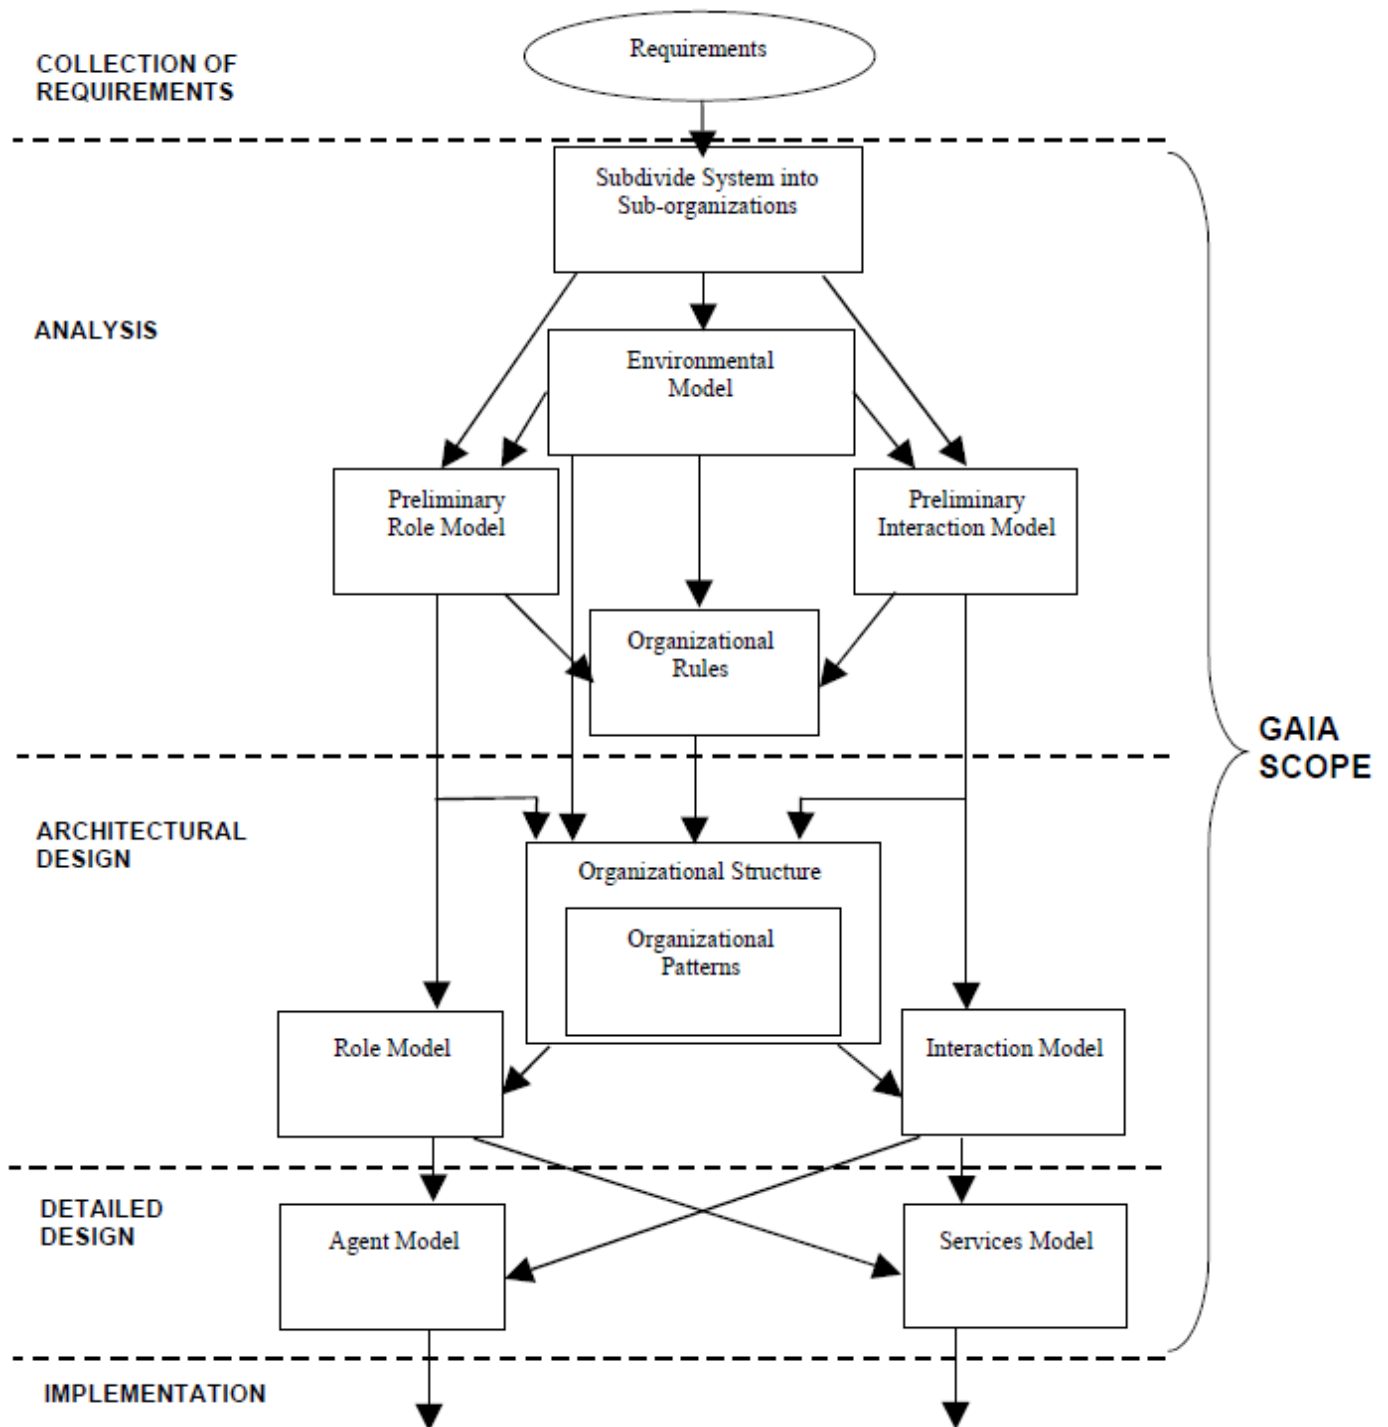 Requirements
COLLECTION OF
REQUIREMENTS
Subdivide System into
Sub-organizations
ANALYSIS
Environmental
Model
Preliminary
Role Model
Preliminary
Interaction Model
Organizational
Rules
GAIA
SCOPE
ARCHITECTURAL
DESIGN
Organizational Structure
Organizational
Patterns
Role Model
Interaction Model
DETAILED
DESIGN
Agent Model
Services Model
IMPLEMENTATION